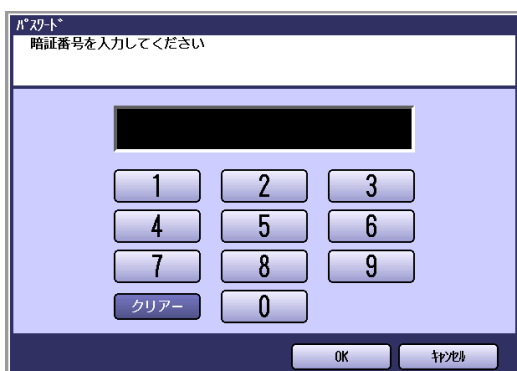 ﾊﾟｽﾜｰﾄﾞ
暗証番号を入力してください
1 2 3
4 5 6
7 8 9
クリアー 0
OK ｷｬﾝｾﾙ